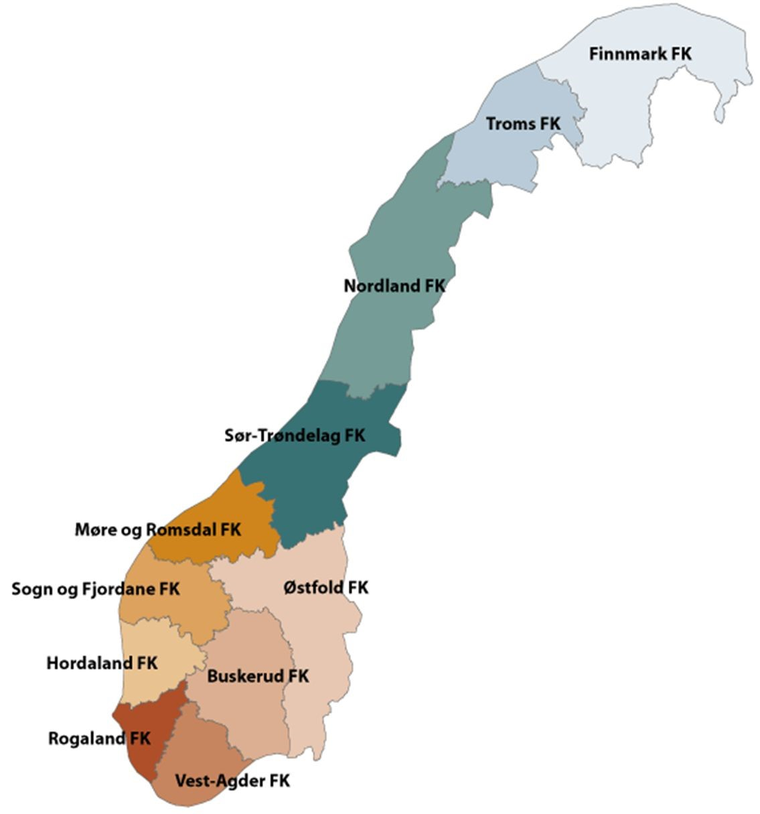 Finnmark FK
Troms FK
Nordland FK
Sør-Trøndelag FK
Møre og Romsdal FK
Østfold FK
Sogn og Fjordane FK
Hordaland FK
Buskerud FK
Rogaland FK
Vest-Agder FK